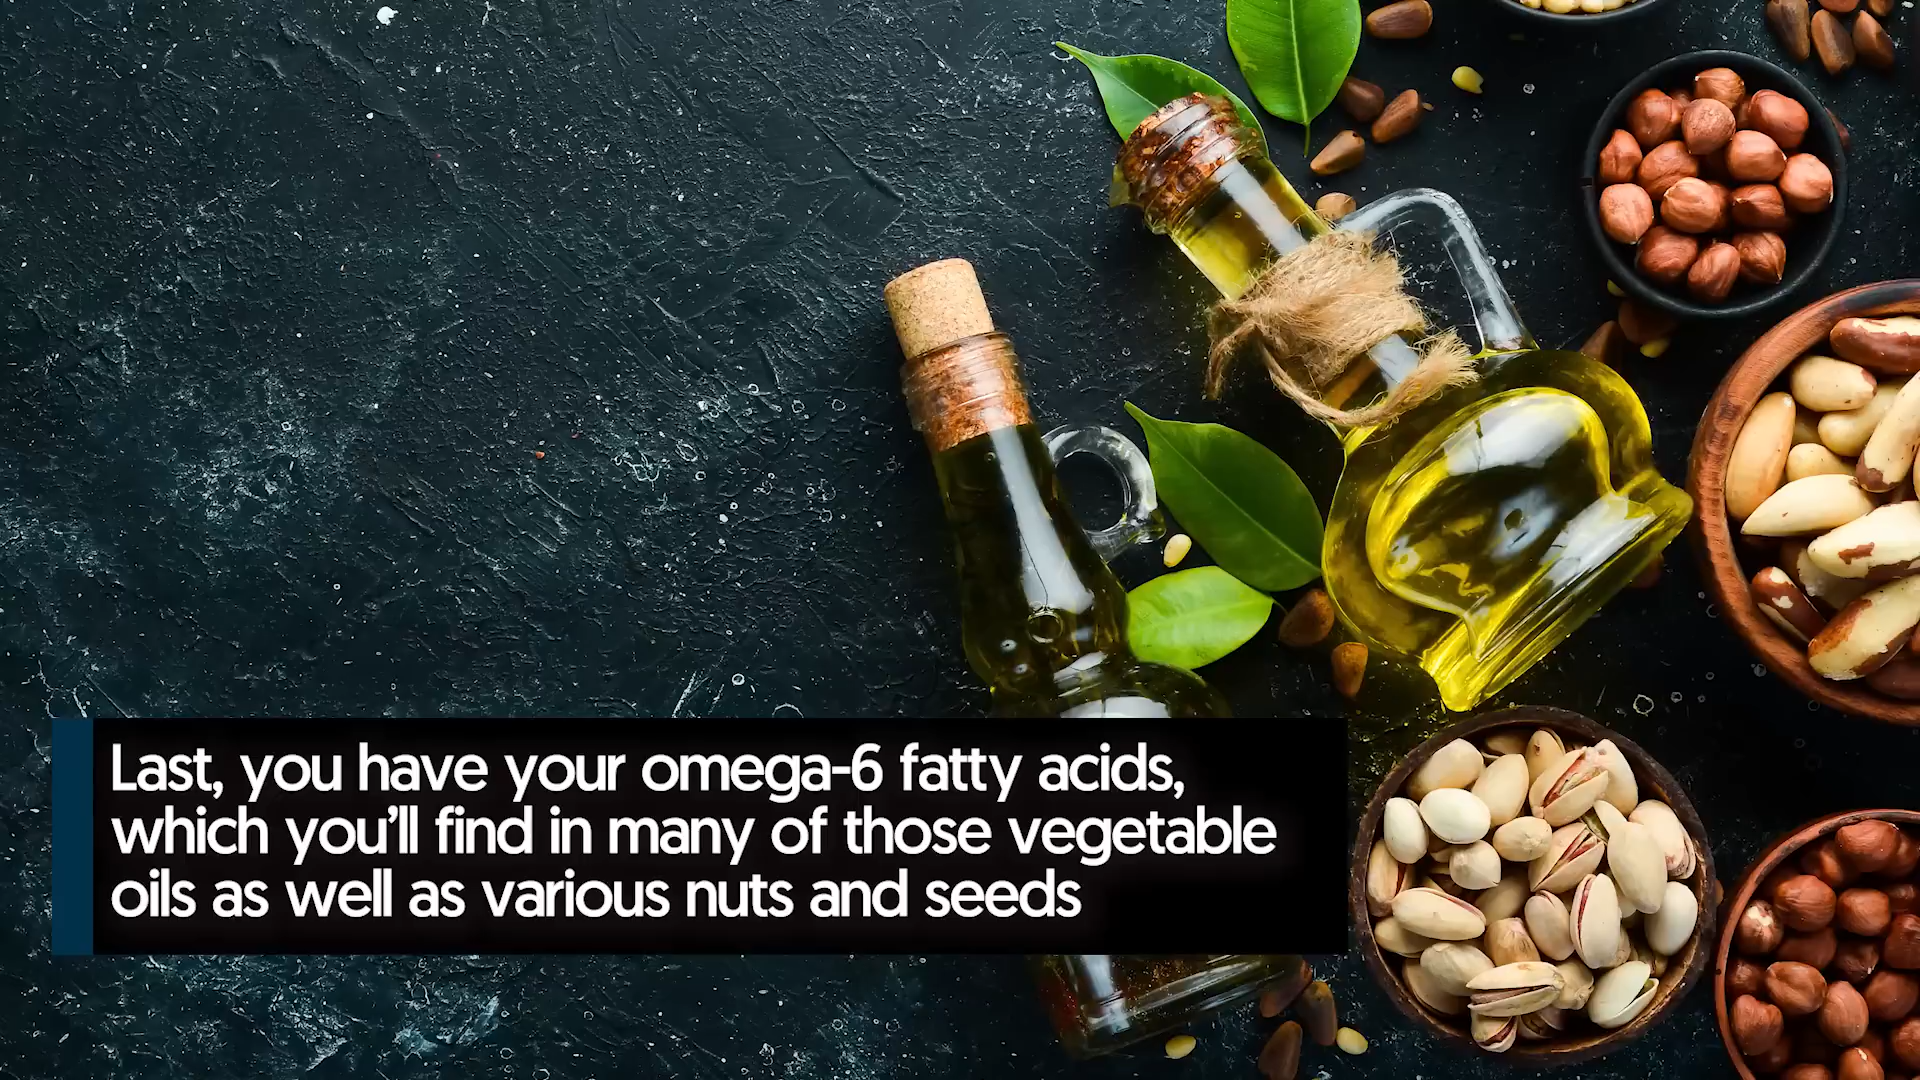 Last, you have your omega-6 fatty acids,
which you’ll find in many of those vegetable
oils as well as various nuts and seeds